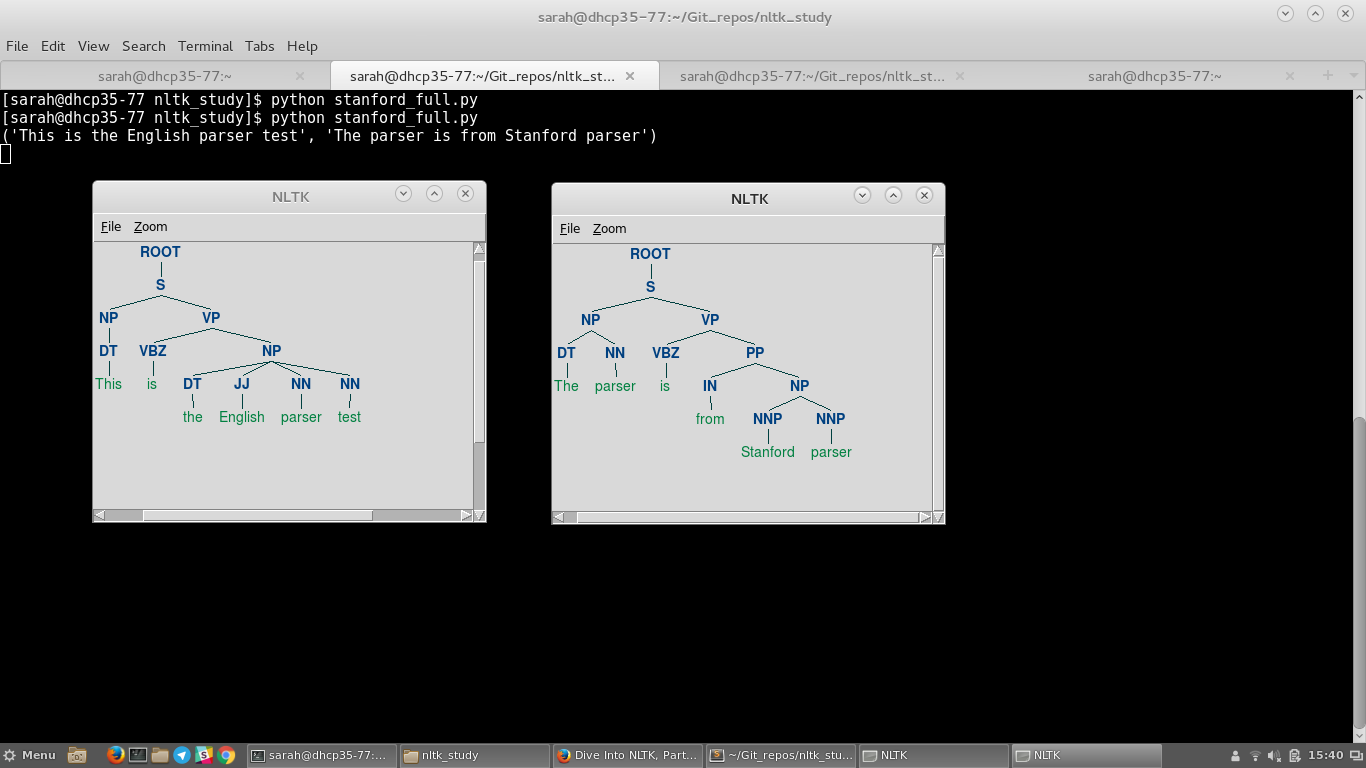 sarah@dhcp35-77:~/Git_repos/nltk_study
File Edit View Search Terminal Tabs Help
sarah@dhcp35-77:~ sarah@dhcp35-77:~/Git_repos/nltk_st... sarah@dhcp35-77:~/Git_repos/nltk_st... sarah@dhcp35-77:~
[sarah@dhcp35-77 nltk_study]$ python stanford_full.py
[sarah@dhcp35-77 nltk_study]$ python stanford_full.py
('This is the English parser test', 'The parser is from Stanford parser')
NLTK
File Zoom
ROOT
S
NP VP
DT VBZ NP
This is DT JJ NN NN
the English parser test
NLTK
File Zoom
ROOT
S
NP VP
DT NN VBZ PP
The parser is IN NP
from NNP NNP
Stanford parser
Menu sarah@dhcp35-77:... nltk_study Dive Into NLTK, Part... ~/Git_repos/nltk_stu... NLTK NLTK 15:40